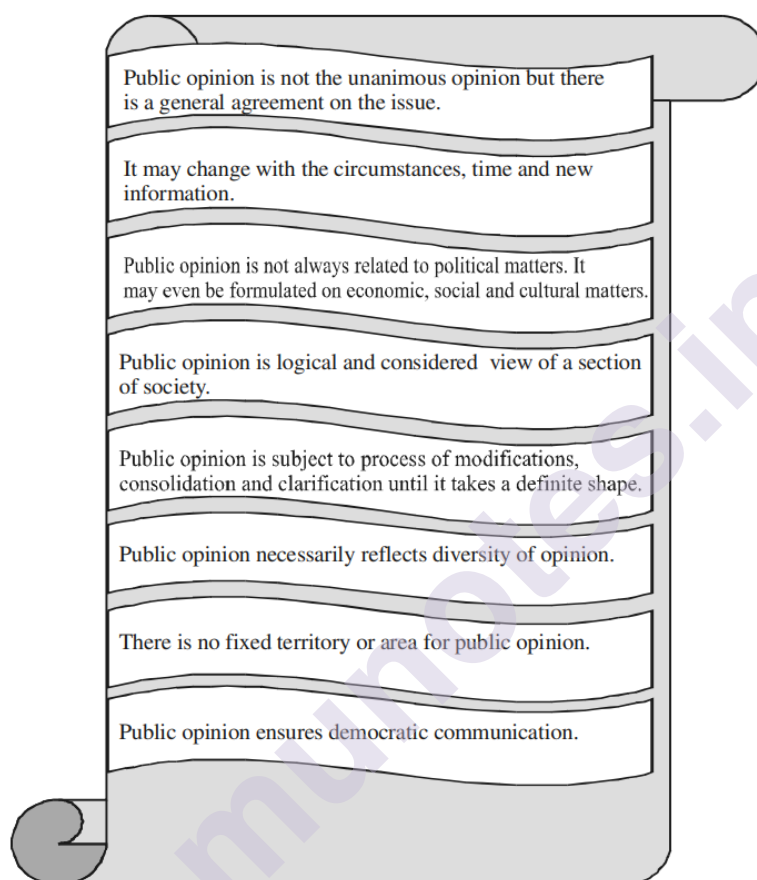 Public opinion is not the unanimous opinion but there
is a general agreement on the issue.
It may change with the circumstances, time and new
information.
Public opinion is not always related to political matters. It
may even be formulated on economic, social and cultural matters.
Public opinion is logical and considered view of a section
of society.
Public opinion is subject to process of modifications,
consolidation and clarification until it takes a definite shape.
Public opinion necessarily reflects diversity of opinion.
There is no fixed territory or area for public opinion.
Public opinion ensures democratic communication.
munotes.in